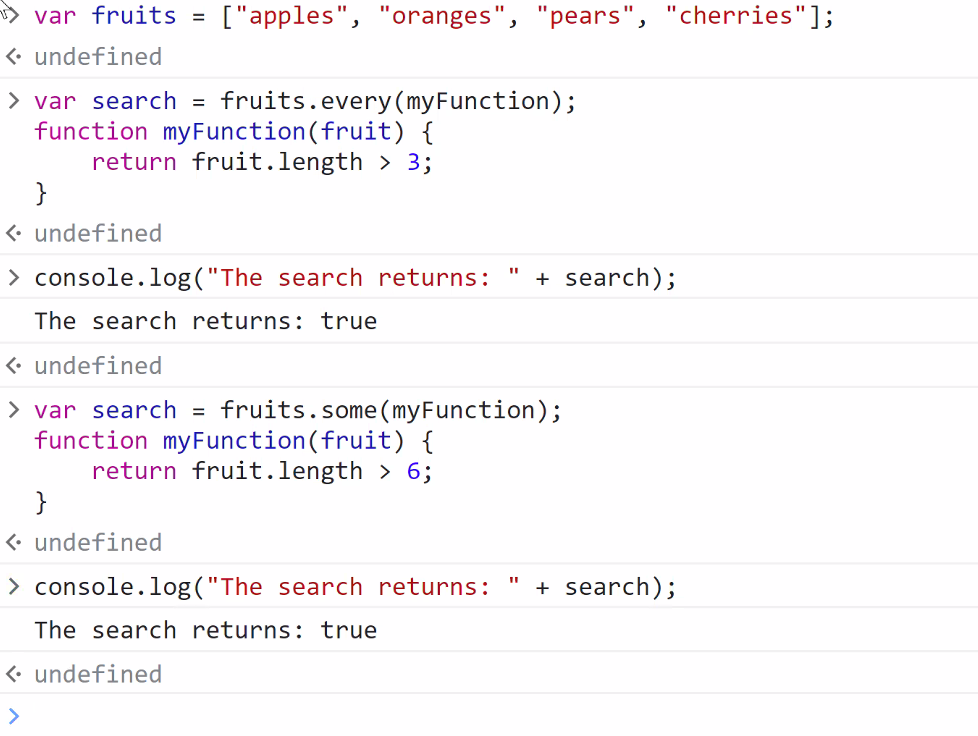 var fruits = ["apples", "oranges", "pears", "cherries"];
undefined
var search = fruits.every(myFunction);
function myFunction(fruit) {
    return fruit.length > 3;
}
undefined
console.log("The search returns: " + search);
The search returns: true
undefined
var search = fruits.some(myFunction);
function myFunction(fruit) {
    return fruit.length > 6;
}
undefined
console.log("The search returns: " + search);
The search returns: true
undefined